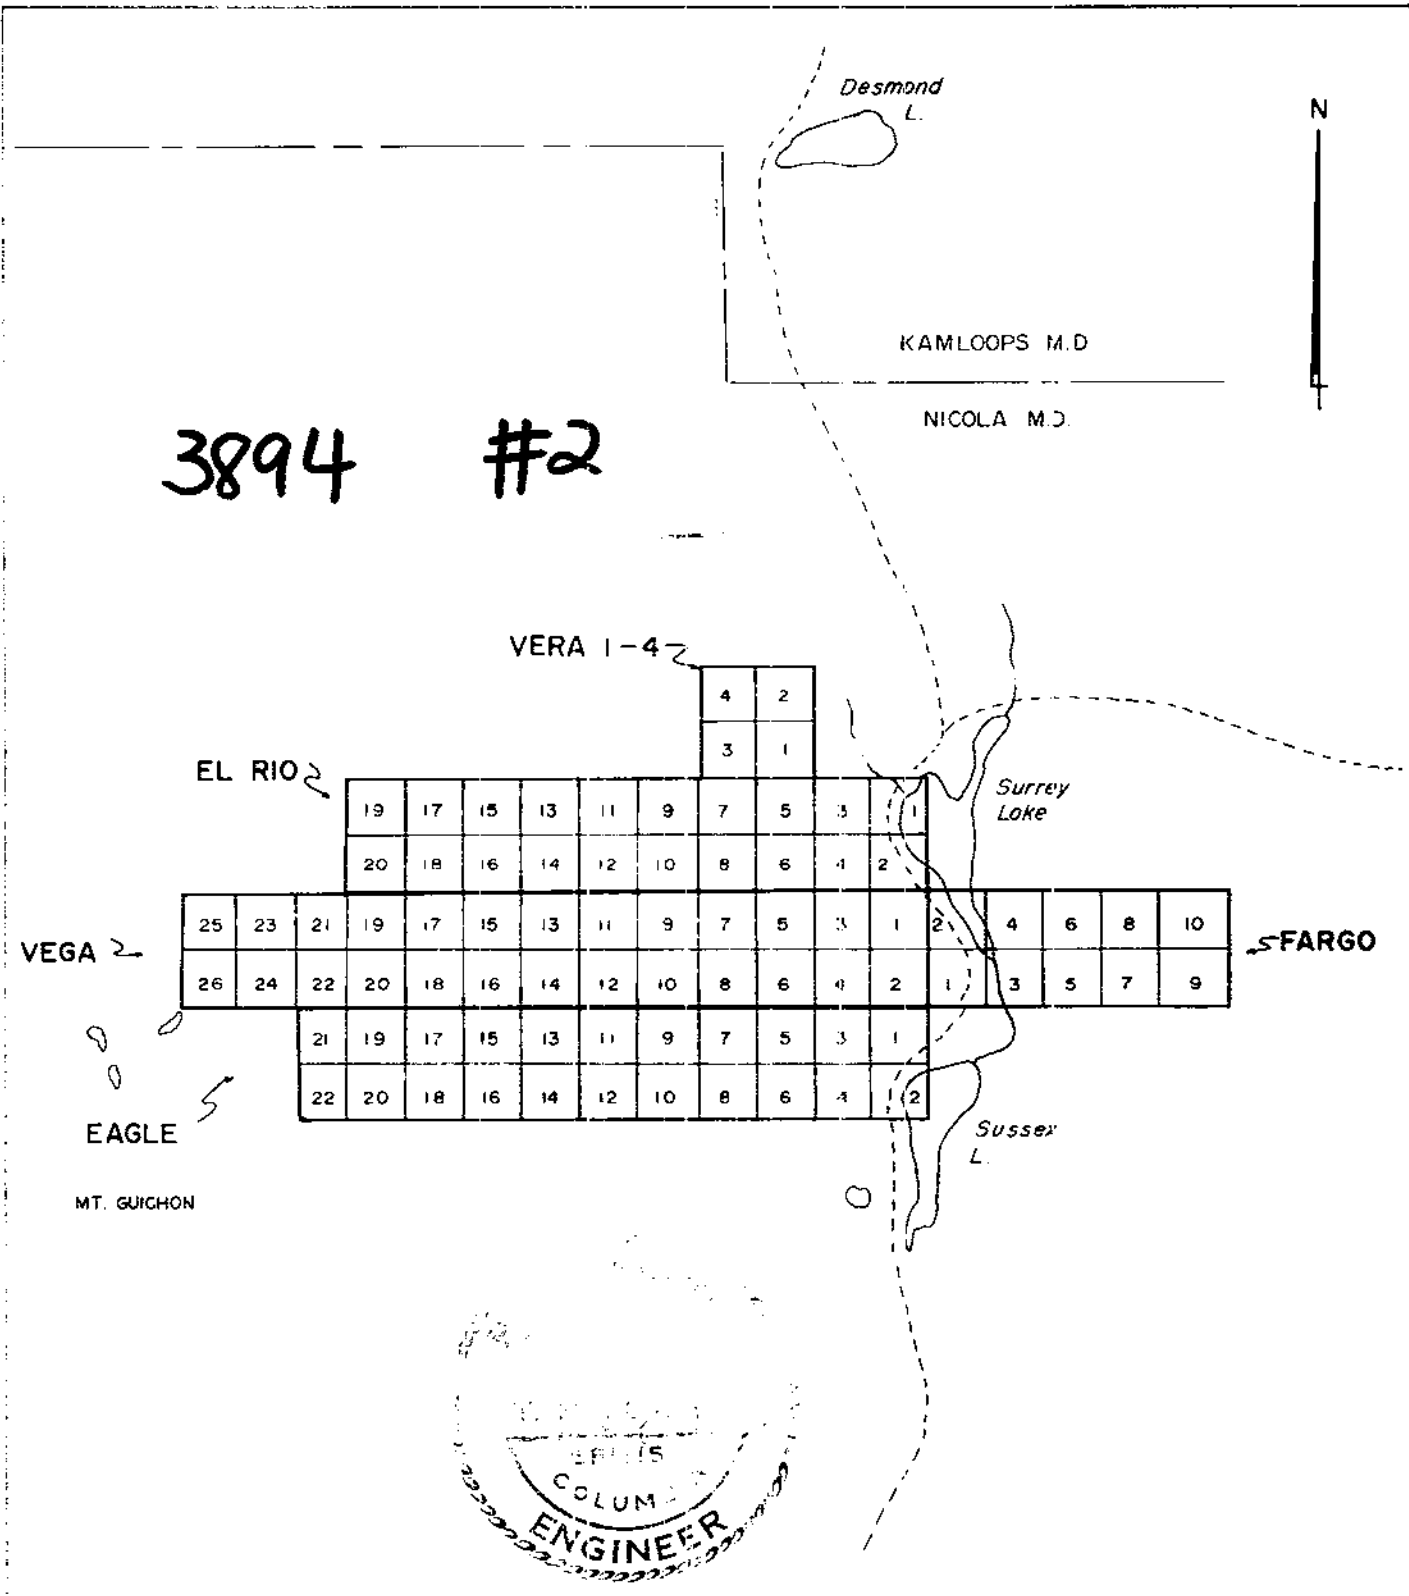 Desmond
L.
N
KAMLOOPS M.D
NICOLA M.D.
3894 #2
VERA 1-4
4 2
3 1
EL RIO
19 17 15 13 11 9 7 5 3 1
20 18 16 14 12 10 8 6 4 2
Surrey
Lake
VEGA
25 23 21 19 17 15 13 11 9 7 5 3 1 2 4 6 8 10
26 24 22 20 18 16 14 12 10 8 6 4 2 1 3 5 7 9
FARGO
21 19 17 15 13 11 9 7 5 3 1
22 20 18 16 14 12 10 8 6 4 2
EAGLE
Sussex
L.
MT. GUICHON
ENGINEER